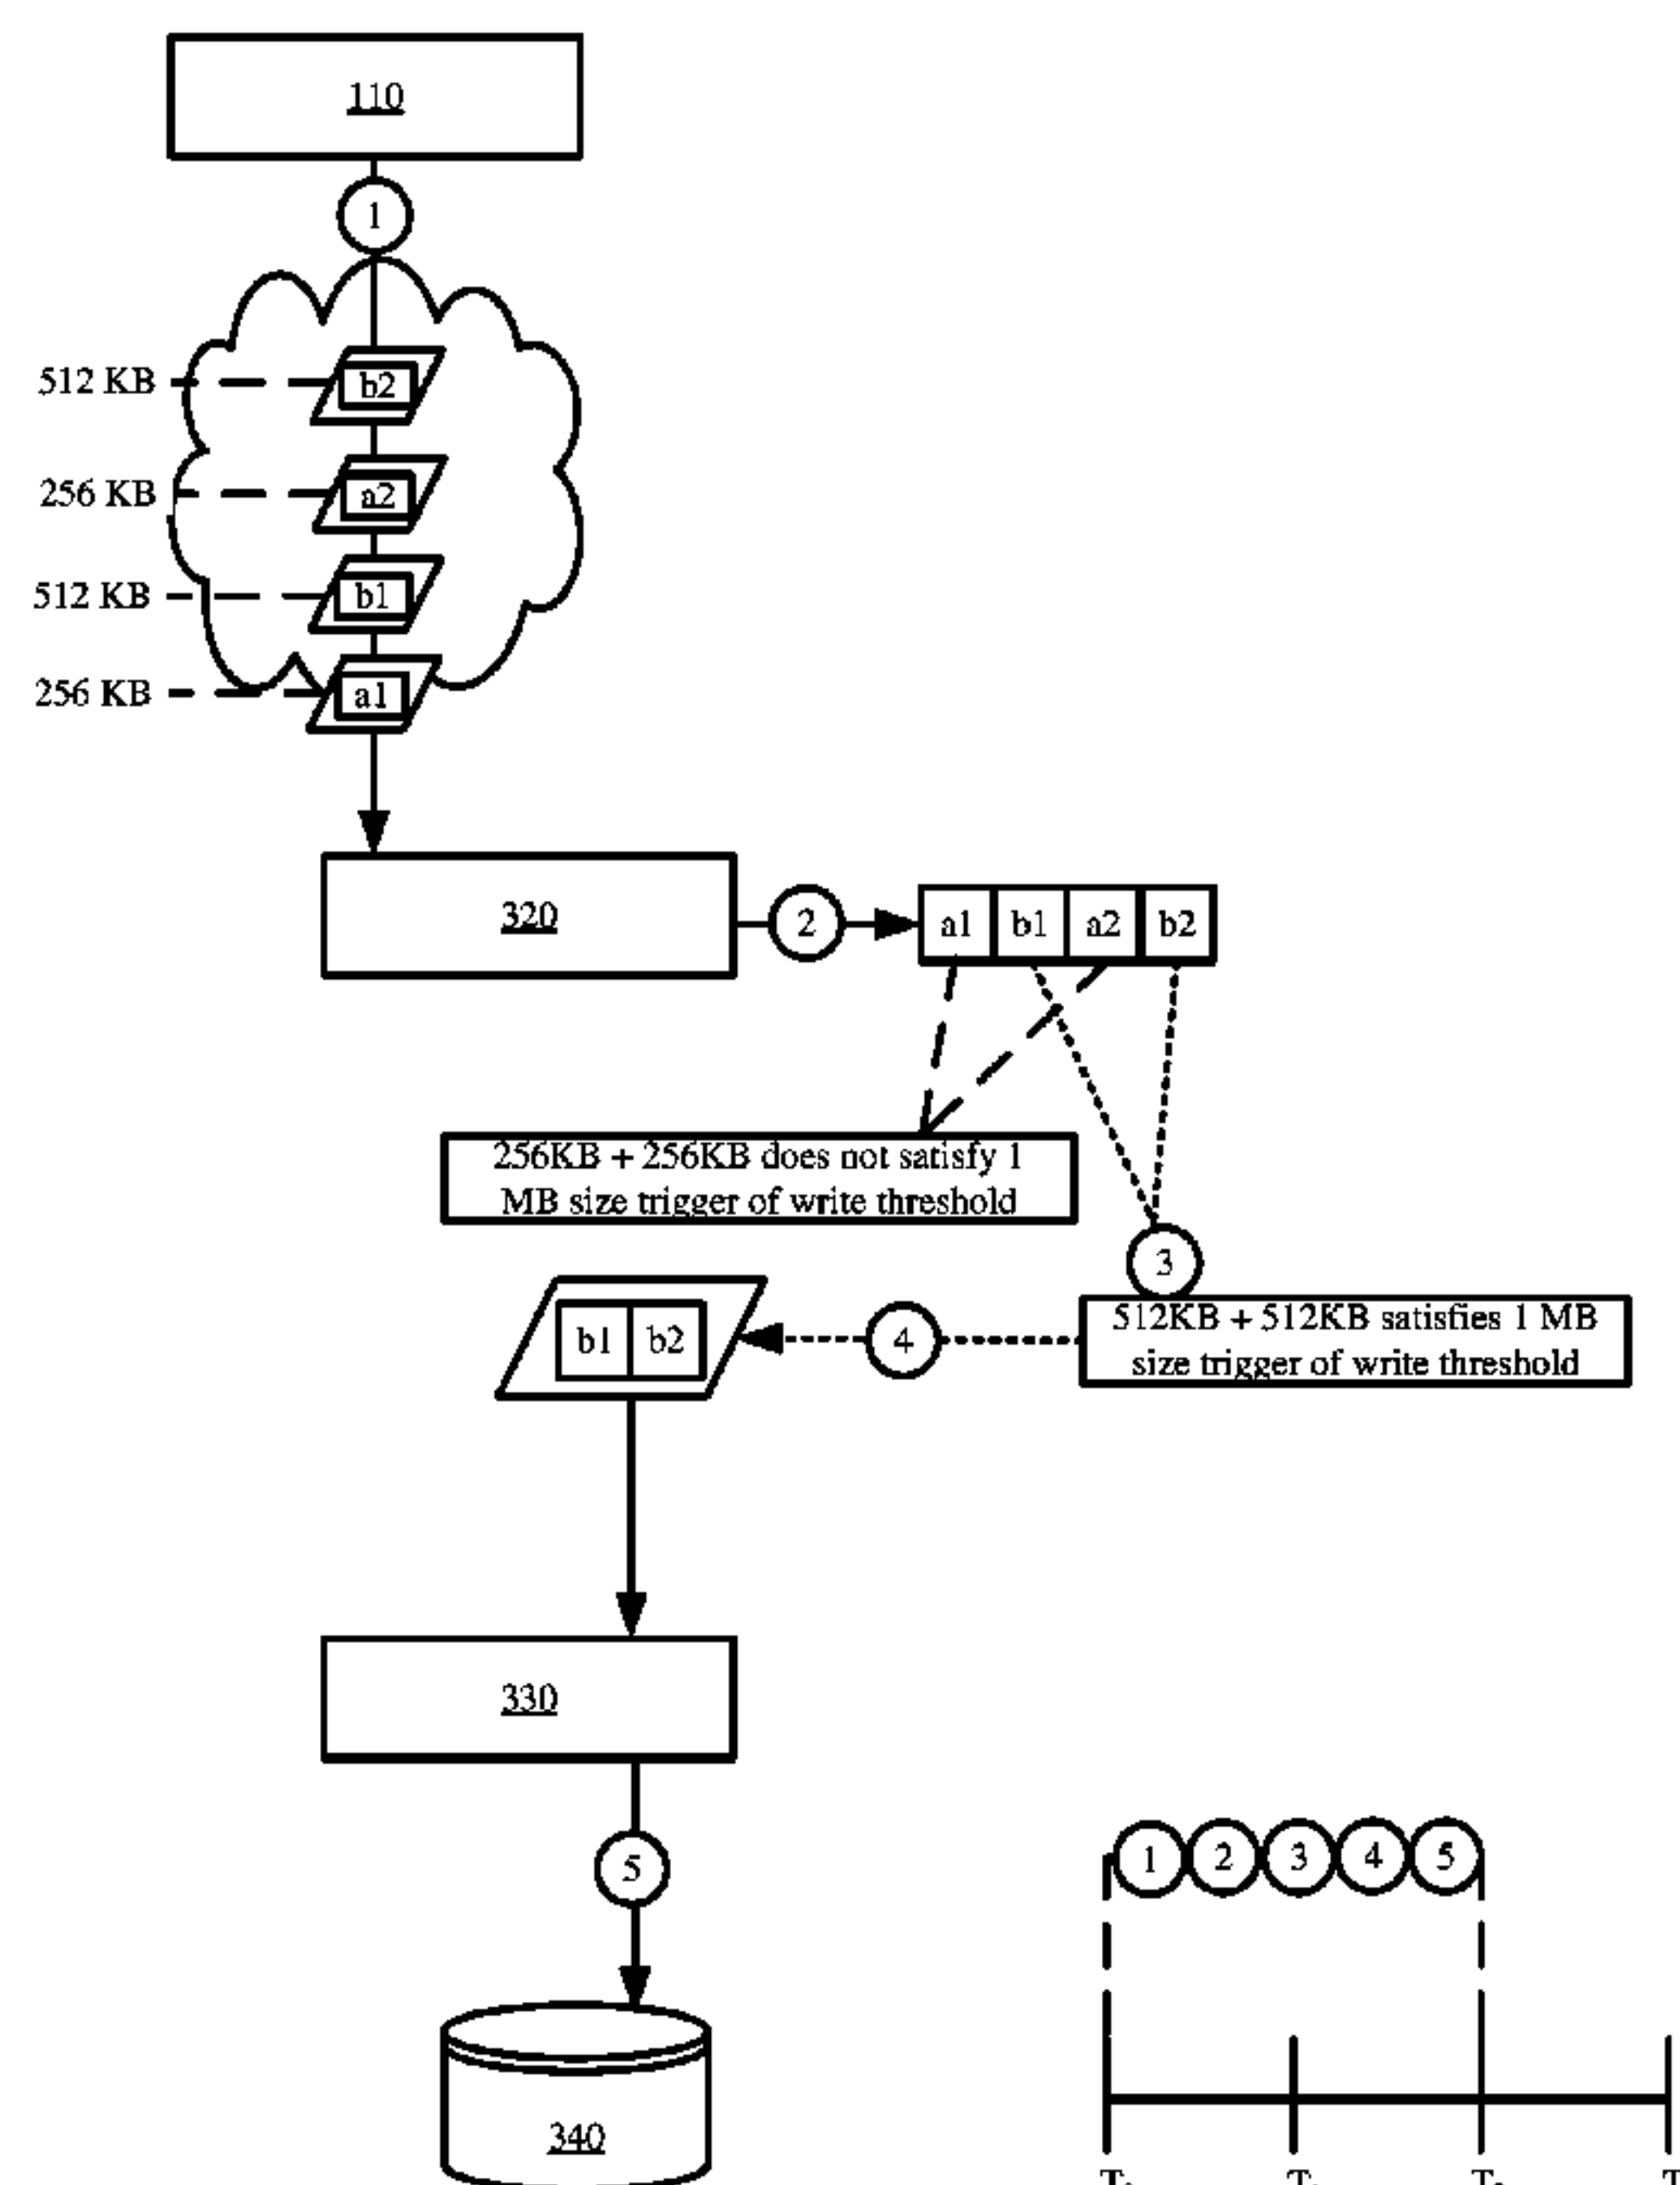 110
1
512 KB
b2
256 KB
a2
512 KB
b1
256 KB
a1
320
2
a1 b1 a2 b2
256KB + 256KB does not satisfy 1
MB size trigger of write threshold
3
512KB + 512KB satisfies 1 MB
size trigger of write threshold
4
b1 b2
330
5
1 2 3 4 5
340